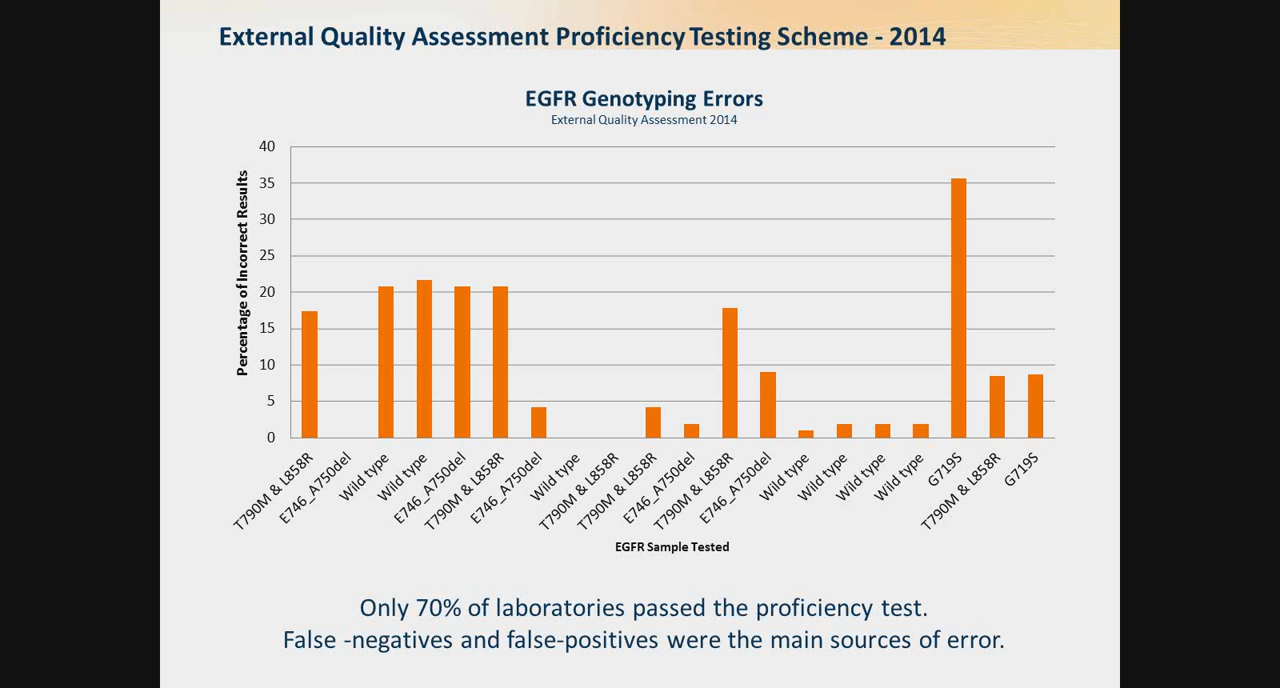 External Quality Assessment Proficiency Testing Scheme - 2014
EGFR Genotyping Errors
External Quality Assessment 2014
Percentage of Incorrect Results
40
35
30
25
20
15
10
5
0
T790M & L858R
E746_A750del
Wild type
Wild type
E746_A750del
T790M & L858R
E746_A750del
Wild type
T790M & L858R
T790M & L858R
E746_A750del
T790M & L858R
E746_A750del
Wild type
Wild type
Wild type
Wild type
G719S
T790M & L858R
G719S
EGFR Sample Tested
Only 70% of laboratories passed the proficiency test.
False -negatives and false-positives were the main sources of error.